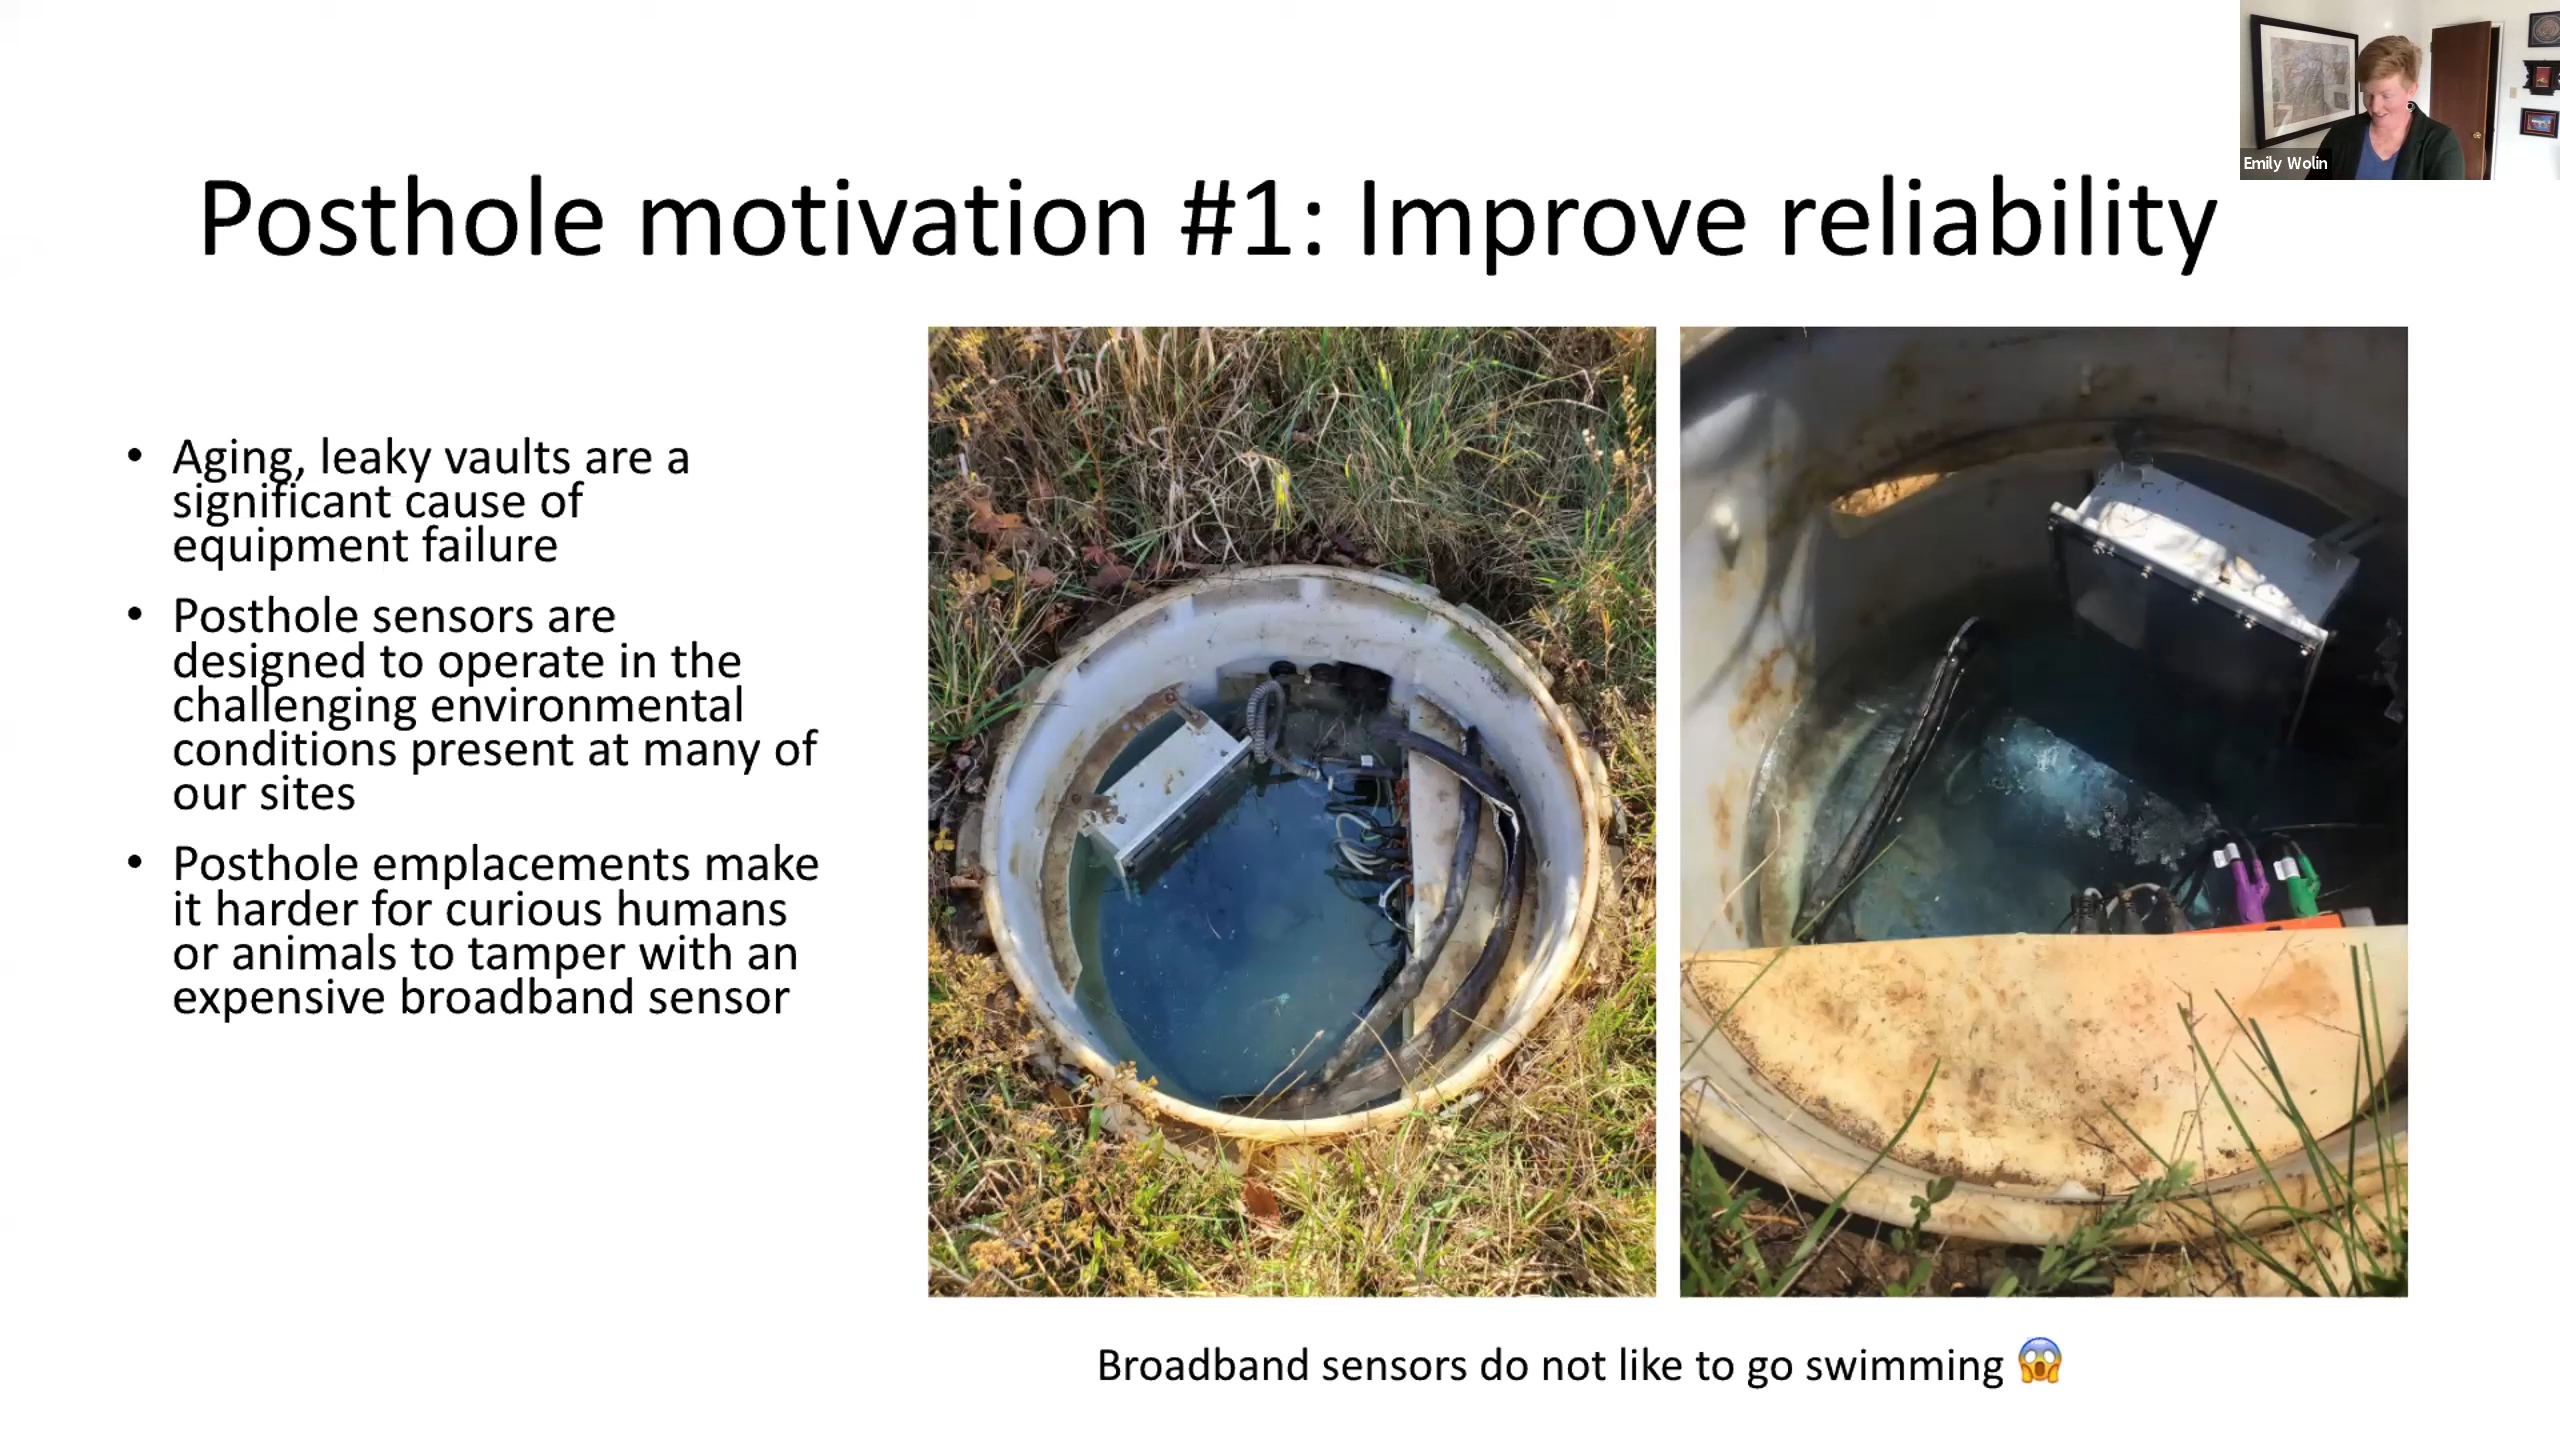 Emily Wolin
Posthole motivation #1: Improve reliability
• Aging, leaky vaults are a
significant cause of
equipment failure
• Posthole sensors are
designed to operate in the
challenging environmental
conditions present at many of
our sites
• Posthole emplacements make
it harder for curious humans
or animals to tamper with an
expensive broadband sensor
Broadband sensors do not like to go swimming 😱